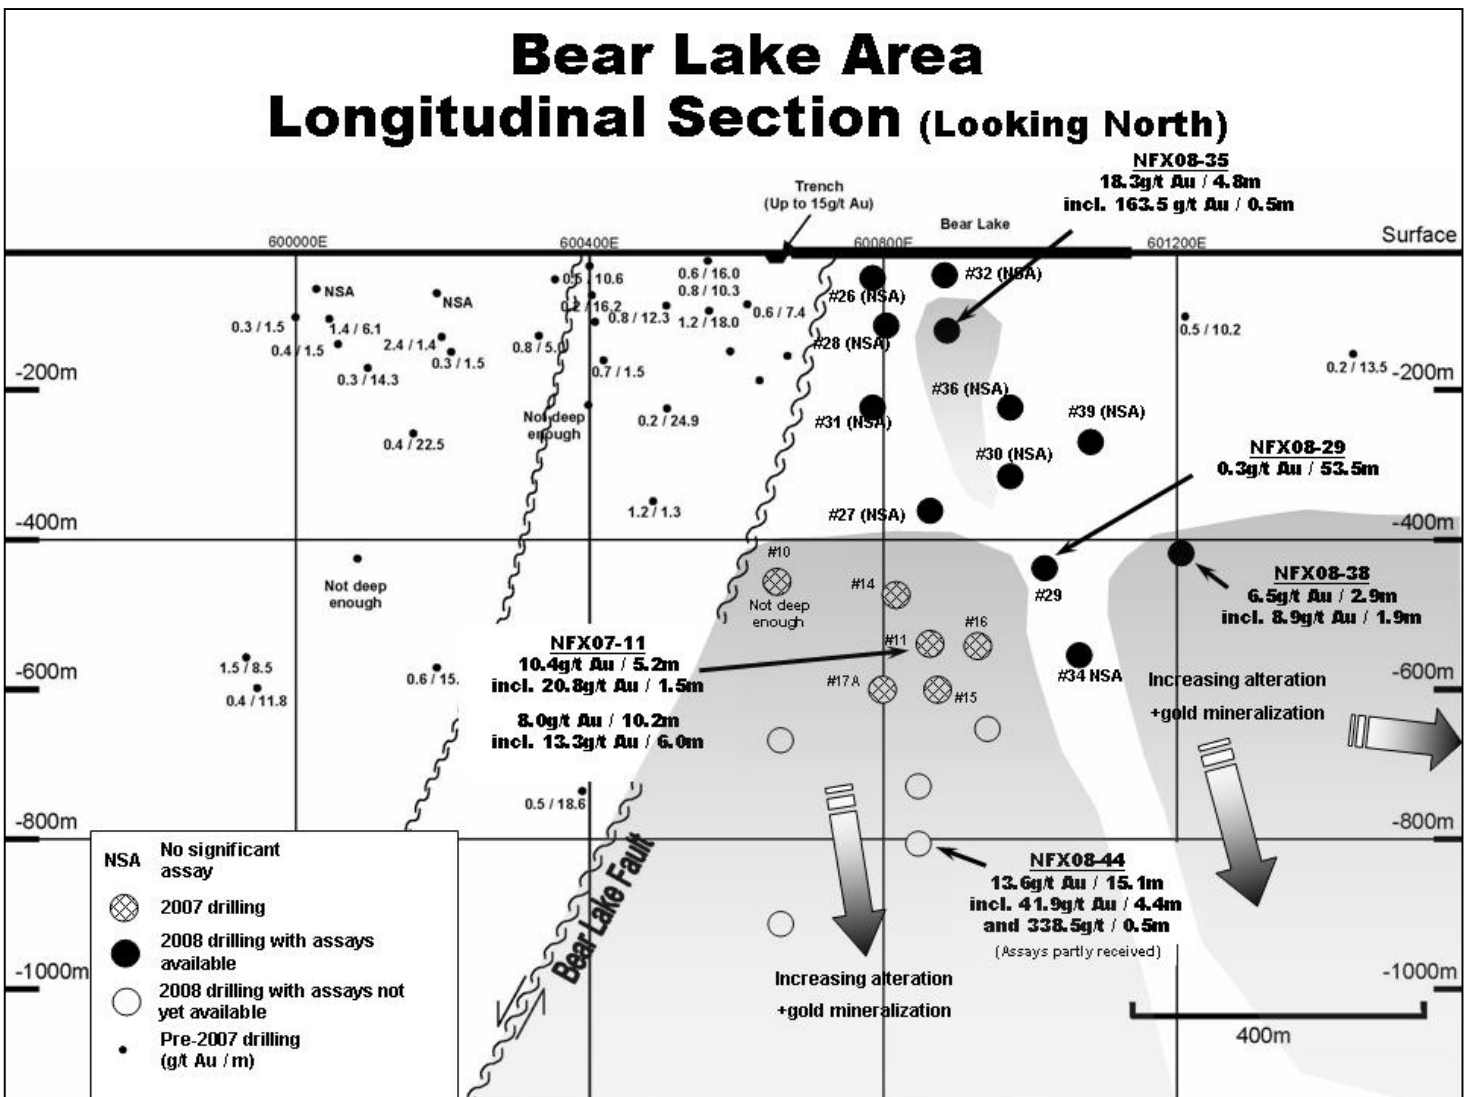 Bear Lake Area
Longitudinal Section (Looking North)
NFX08-35
18.3g/t Au / 4.8m
incl. 163.5 g/t Au / 0.5m
Trench
(Up to 15g/t Au)
Bear Lake
Surface
600000E
600400E
600800E
601200E
NSA
NSA
0.5 / 10.6
0.6 / 16.0
0.8 / 10.3
#32 (NSA)
#26 (NSA)
0.3 / 1.5
1.4 / 6.1
0.4 / 1.5
2.4 / 1.4
0.3 / 1.5
0.2 / 16.2
0.8 / 12.3
1.2 / 18.0
0.6 / 7.4
0.8 / 5.0
#28 (NSA)
0.5 / 10.2
0.2 / 13.5
-200m
-200m
0.3 / 14.3
0.7 / 1.5
#36 (NSA)
#39 (NSA)
Not deep
enough
0.2 / 24.9
#31 (NSA)
0.4 / 22.5
#30 (NSA)
NFX08-29
0.3g/t Au / 53.5m
1.2 / 1.3
#27 (NSA)
-400m
-400m
#10
Not deep
enough
Not deep
enough
#14
#29
NFX08-38
6.5g/t Au / 2.9m
incl. 8.9g/t Au / 1.9m
#11
#16
NFX07-11
10.4g/t Au / 5.2m
incl. 20.8g/t Au / 1.5m
8.0g/t Au / 10.2m
incl. 13.3g/t Au / 6.0m
1.5 / 8.5
0.4 / 11.8
0.6 / 15.
#17A
#15
#34 NSA
-600m
-600m
Increasing alteration
+gold mineralization
0.5 / 18.6
-800m
-800m
Bear Lake Fault
NFX08-44
13.6g/t Au / 15.1m
incl. 41.9g/t Au / 4.4m
and 338.5g/t / 0.5m
(Assays partly received)
Increasing alteration
+gold mineralization
-1000m
-1000m
400m
NSA No significant
assay
2007 drilling
2008 drilling with assays
available
2008 drilling with assays not
yet available
Pre-2007 drilling
(g/t Au / m)